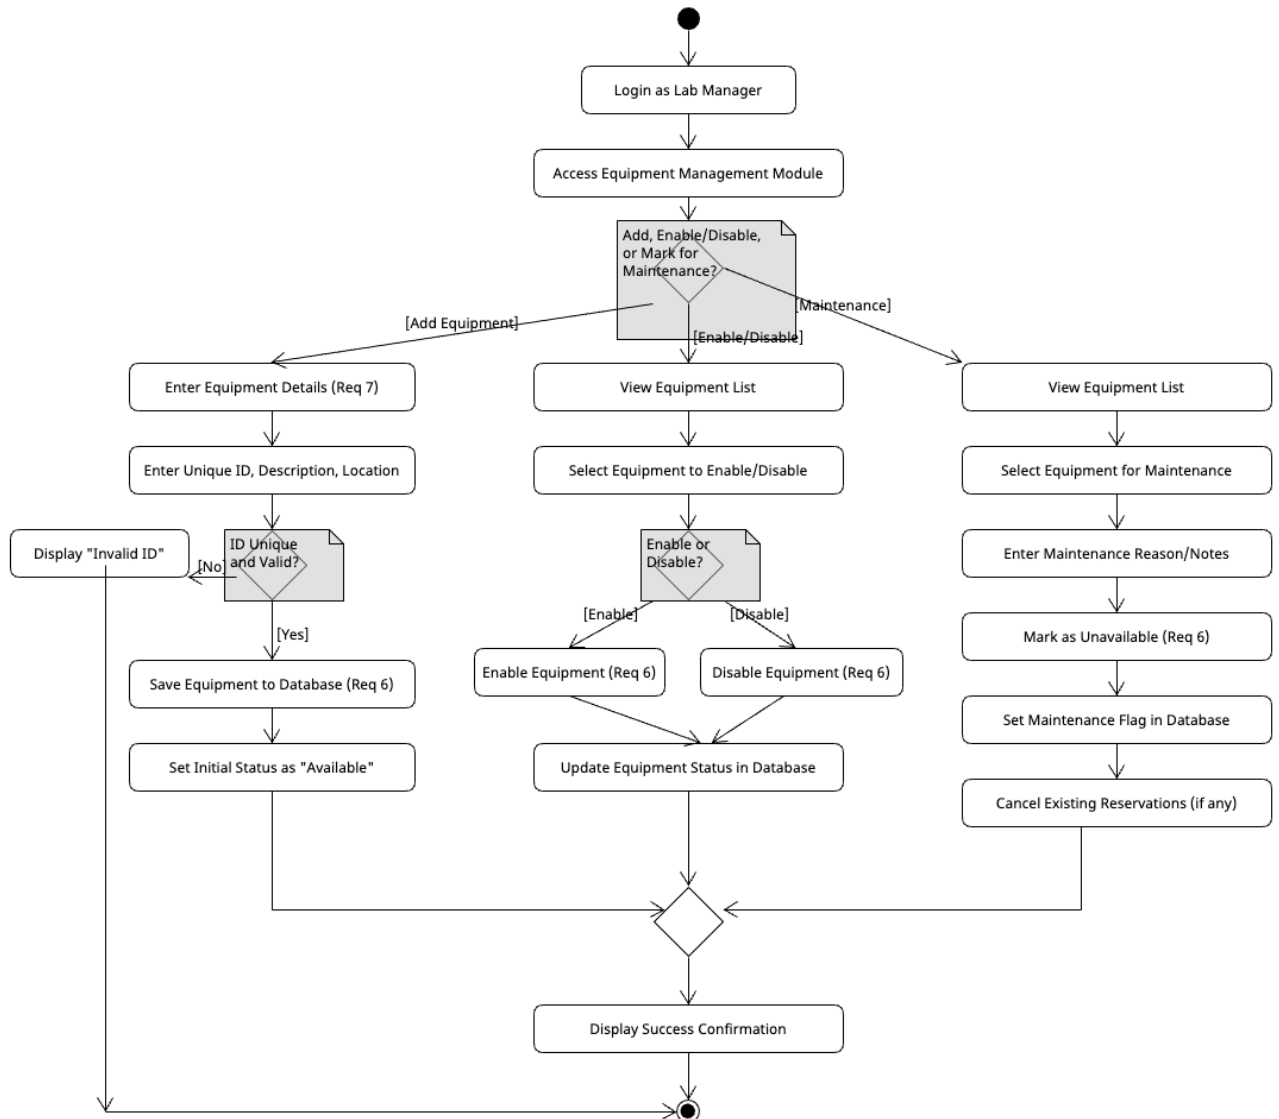 Login as Lab Manager
Access Equipment Management Module
Add, Enable/Disable,
or Mark for
Maintenance?
[Add Equipment]
[Enable/Disable]
[Maintenance]
Enter Equipment Details (Req 7)
View Equipment List
View Equipment List
Enter Unique ID, Description, Location
Select Equipment to Enable/Disable
Select Equipment for Maintenance
Display "Invalid ID"
[No]
ID Unique
and Valid?
Enable or
Disable?
Enter Maintenance Reason/Notes
[Yes]
[Enable]
[Disable]
Mark as Unavailable (Req 6)
Save Equipment to Database (Req 6)
Enable Equipment (Req 6)
Disable Equipment (Req 6)
Set Maintenance Flag in Database
Set Initial Status as "Available"
Update Equipment Status in Database
Cancel Existing Reservations (if any)
Display Success Confirmation